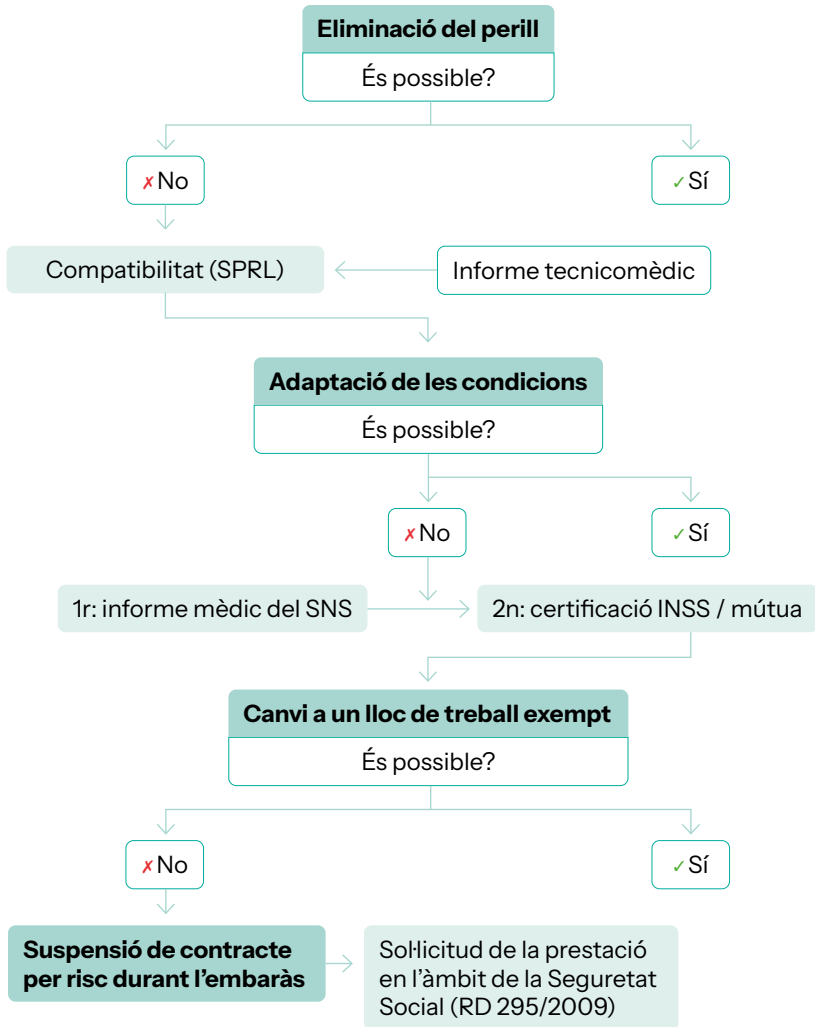 Eliminació del perill
És possible?
✗ No
✓ Sí
Compatibilitat (SPRL)
Informe tecnicomèdic
Adaptació de les condicions
És possible?
✗ No
✓ Sí
1r: informe mèdic del SNS
2n: certificació INSS / mútua
Canvi a un lloc de treball exempt
És possible?
✗ No
✓ Sí
Suspensió de contracte
per risc durant l’embaràs
Sol·licitud de la prestació
en l’àmbit de la Seguretat
Social (RD 295/2009)